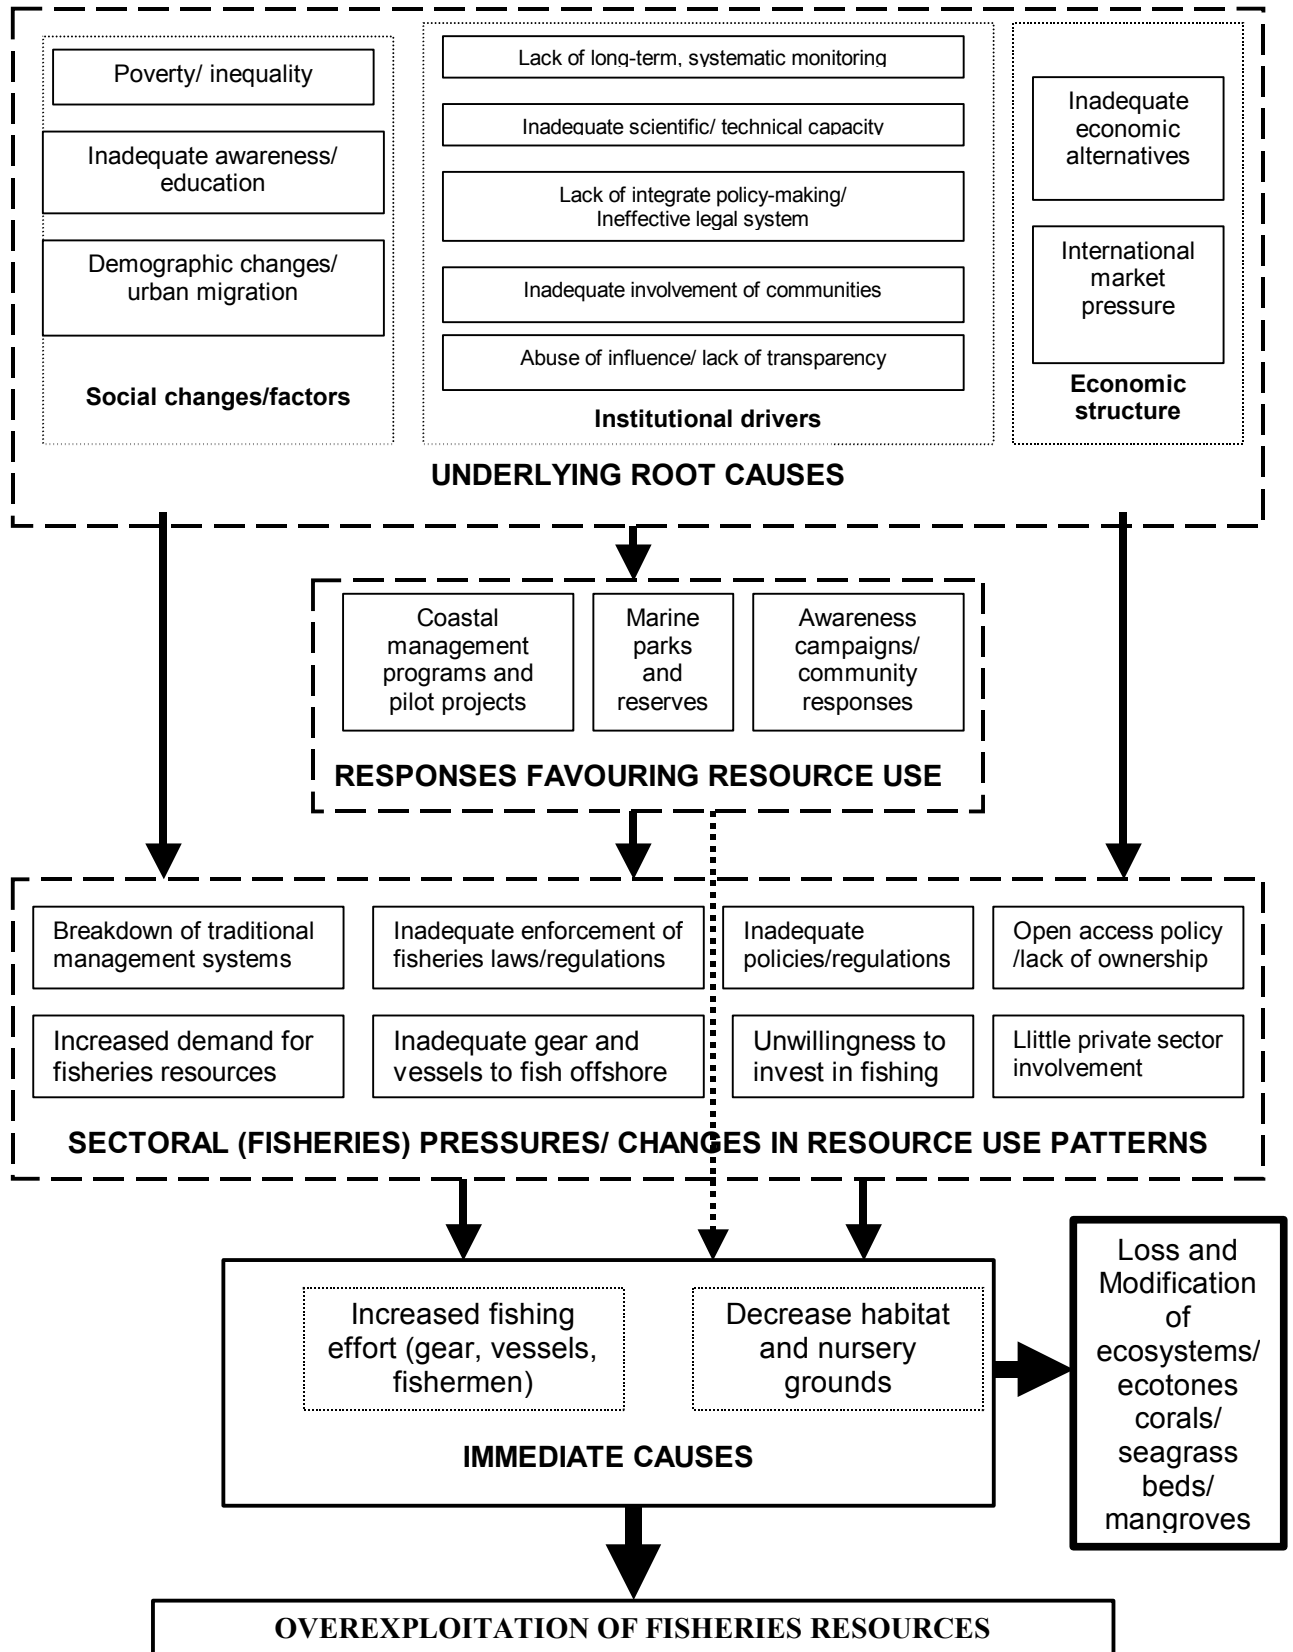 Poverty/ inequality
Inadequate awareness/
education
Demographic changes/
urban migration
Social changes/factors
Lack of long-term, systematic monitoring
Inadequate scientific/ technical capacity
Lack of integrate policy-making/
Ineffective legal system
Inadequate involvement of communities
Abuse of influence/ lack of transparency
Institutional drivers
Inadequate
economic
alternatives
International
market
pressure
Economic
structure
UNDERLYING ROOT CAUSES
Coastal
management
programs and
pilot projects
Marine
parks
and
reserves
Awareness
campaigns/
community
responses
RESPONSES FAVOURING RESOURCE USE
Breakdown of traditional
management systems
Inadequate enforcement of
fisheries laws/regulations
Inadequate
policies/regulations
Open access policy
/lack of ownership
Increased demand for
fisheries resources
Inadequate gear and
vessels to fish offshore
Unwillingness to
invest in fishing
Llittle private sector
involvement
SECTORAL (FISHERIES) PRESSURES/ CHANGES IN RESOURCE USE PATTERNS
Increased fishing
effort (gear, vessels,
fishermen)
Decrease habitat
and nursery
grounds
IMMEDIATE CAUSES
Loss and
Modification
of
ecosystems/
ecotones
corals/
seagrass
beds/
mangroves
OVEREXPLOITATION OF FISHERIES RESOURCES